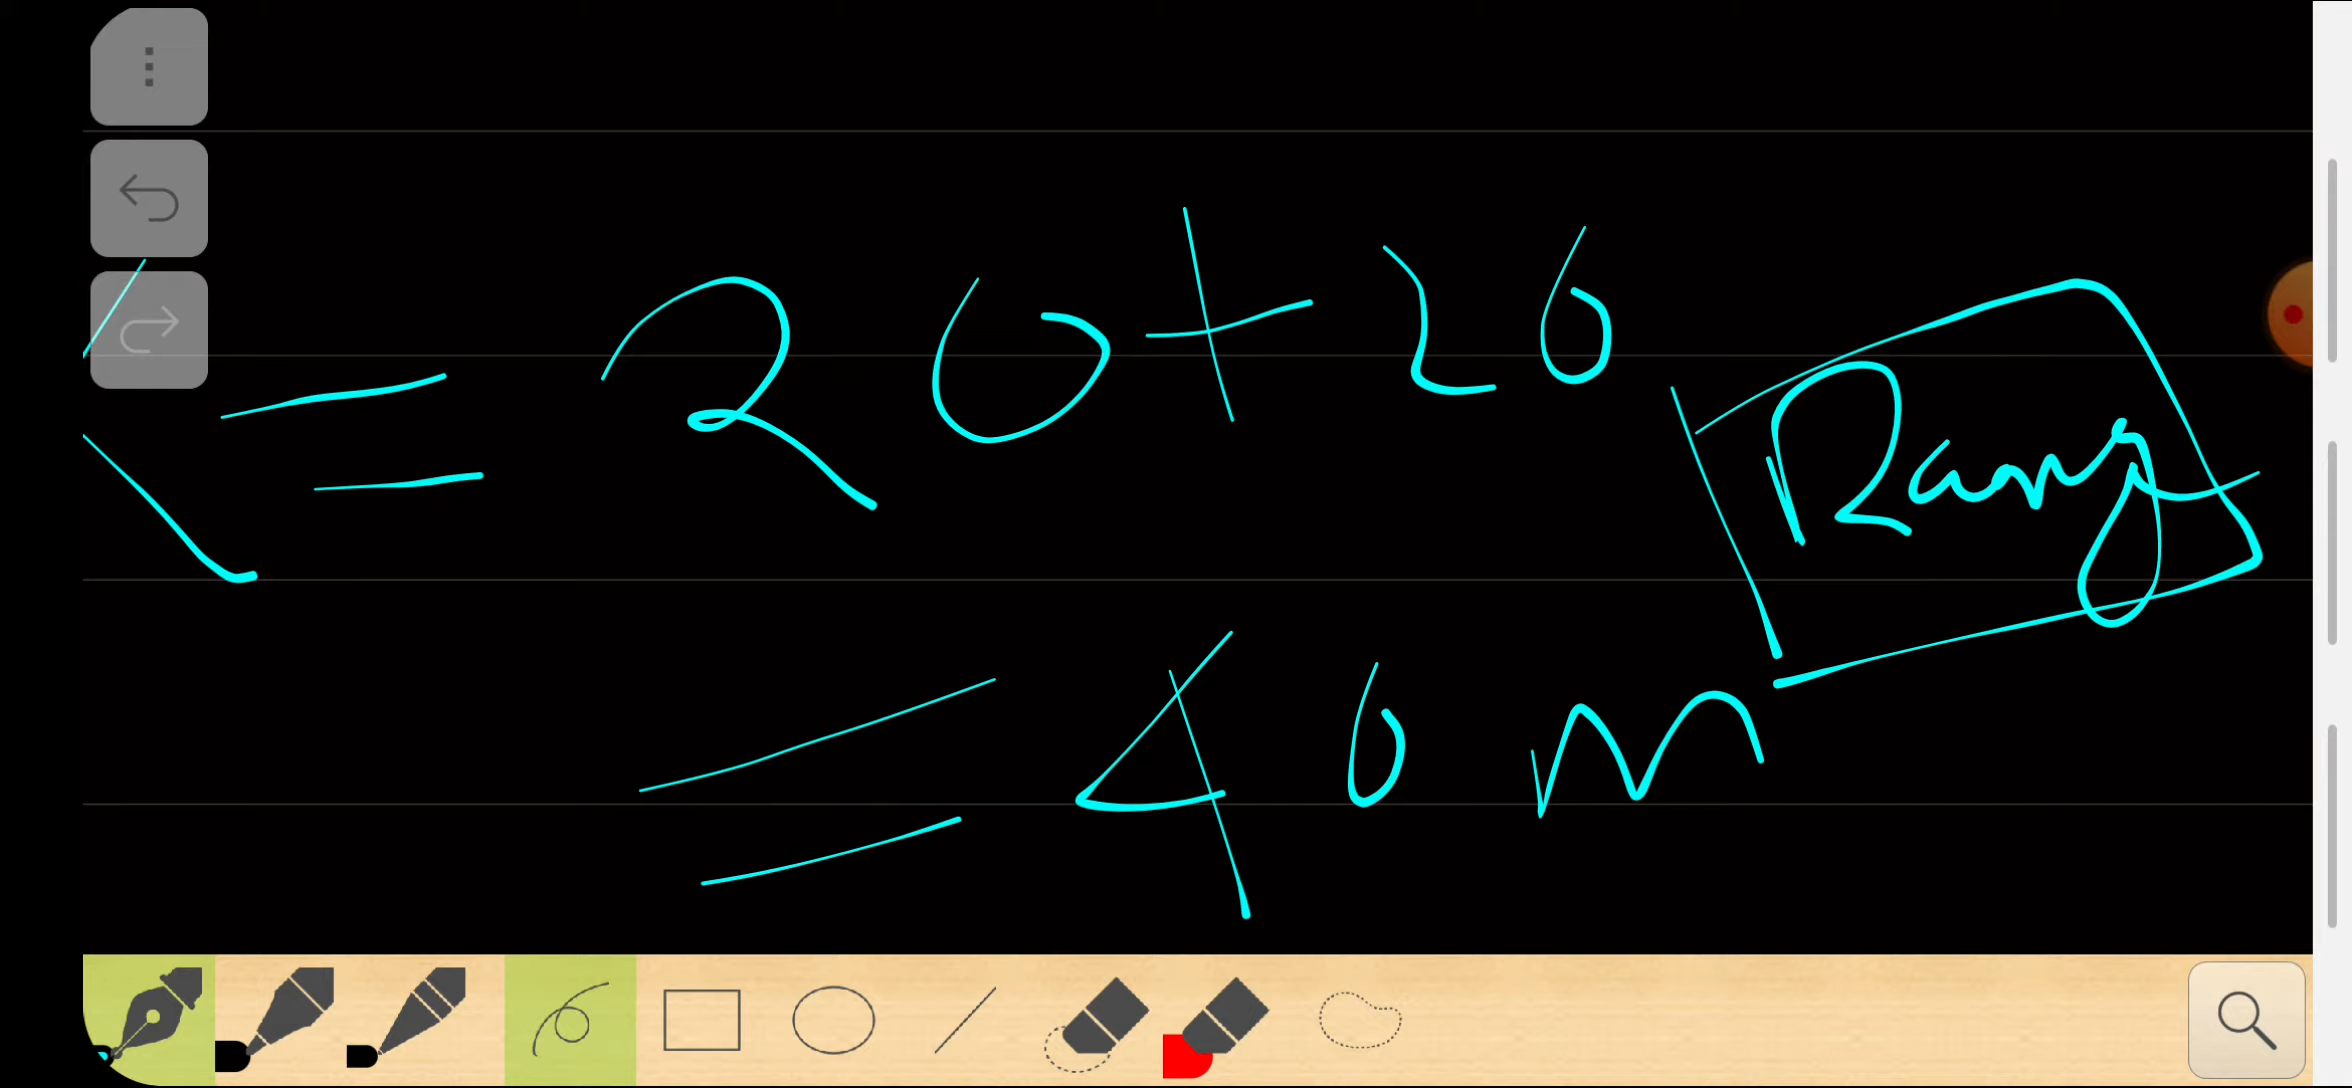 = 20 + 20
Rang
= 40 m